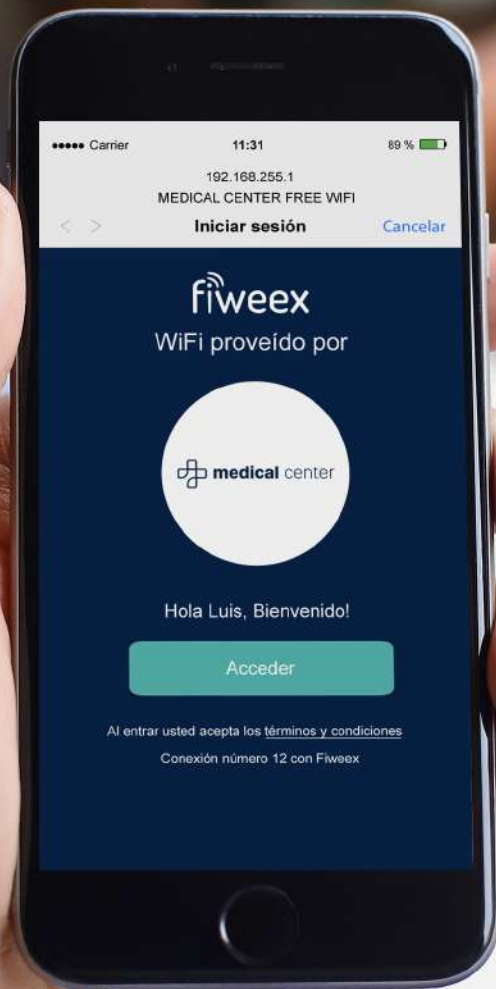 Carrier 11:31 89 %
192.168.255.1
MEDICAL CENTER FREE WIFI
< > Iniciar sesión Cancelar
fiweex
WiFi proveído por
medical center
Hola Luis, Bienvenido!
Acceder
Al entrar usted acepta los términos y condiciones
Conexión número 12 con Fiweex